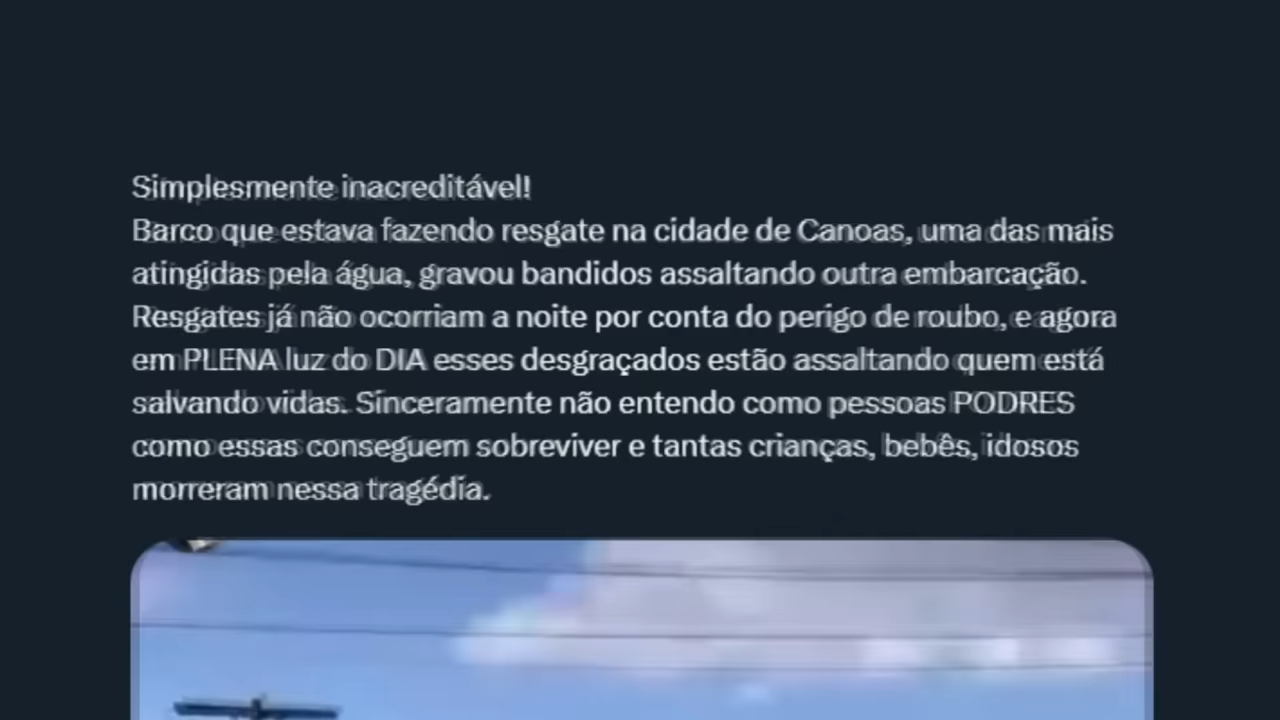 Simplesmente inacreditável!
Barco que estava fazendo resgate na cidade de Canoas, uma das mais
atingidas pela água, gravou bandidos assaltando outra embarcação.
Resgates já não ocorriam a noite por conta do perigo de roubo, e agora
em PLENA luz do DIA esses desgraçados estão assaltando quem está
salvando vidas. Sinceramente não entendo como pessoas PODRES
como essas conseguem sobreviver e tantas crianças, bebês, idosos
morreram nessa tragédia.